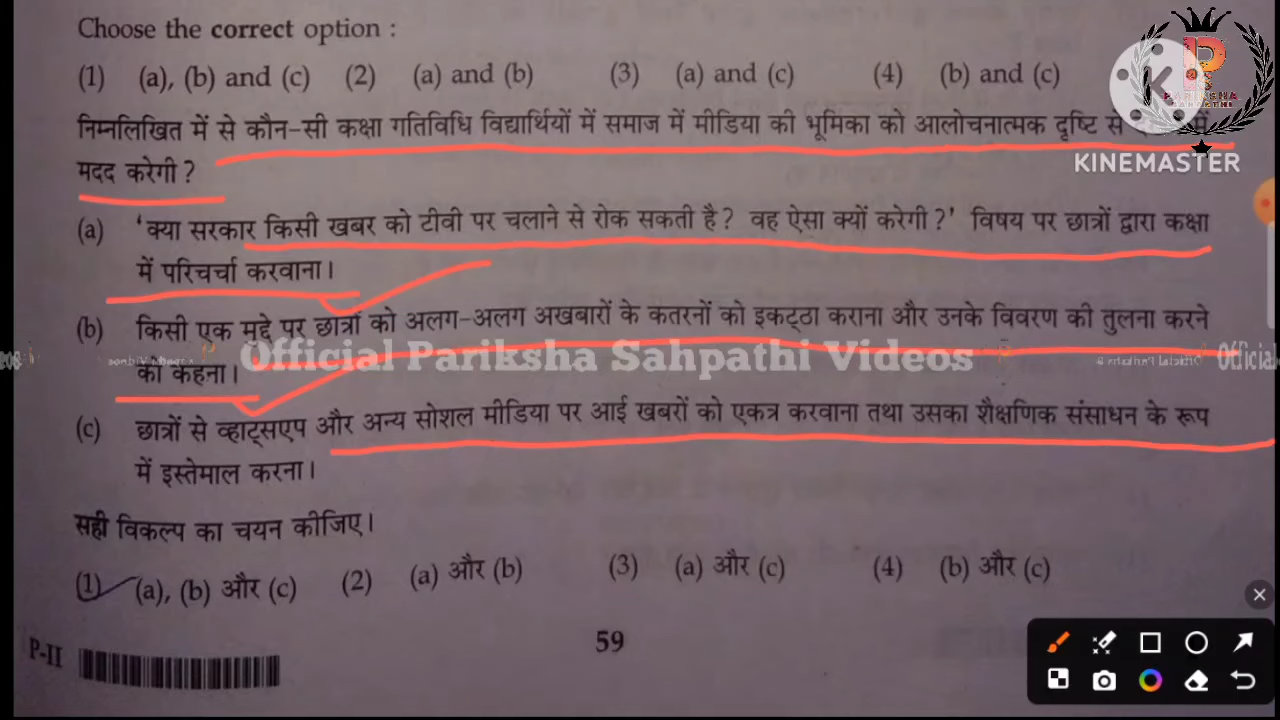 Choose the correct option :
(1) (a), (b) and (c) (2) (a) and (b) (3) (a) and (c) (4) (b) and (c)
निम्नलिखित में से कौन-सी कक्षा गतिविधि विद्यार्थियों में समाज में मीडिया की भूमिका को आलोचनात्मक दृष्टि से
मदद करेगी ?
KINEMASTER
(a) 'क्या सरकार किसी खबर को टीवी पर चलाने से रोक सकती है? वह ऐसा क्यों करेगी?' विषय पर छात्रों द्वारा कक्षा
में परिचर्चा करवाना।
(b) किसी एक मुद्दे पर छात्रों को अलग-अलग अखबारों के कतरनों को इकट्ठा कराना और उनके विवरण की तुलना करने
Official Pariksha Sahpathi Videos
को कहना।
(c) छात्रों से व्हाट्सएप और अन्य सोशल मीडिया पर आई खबरों को एकत्र करवाना तथा उसका शैक्षणिक संसाधन के रूप
में इस्तेमाल करना।
सही विकल्प का चयन कीजिए।
(1) (a), (b) और (c) (2) (a) और (b) (3) (a) और (c) (4) (b) और (c)
59
P-II